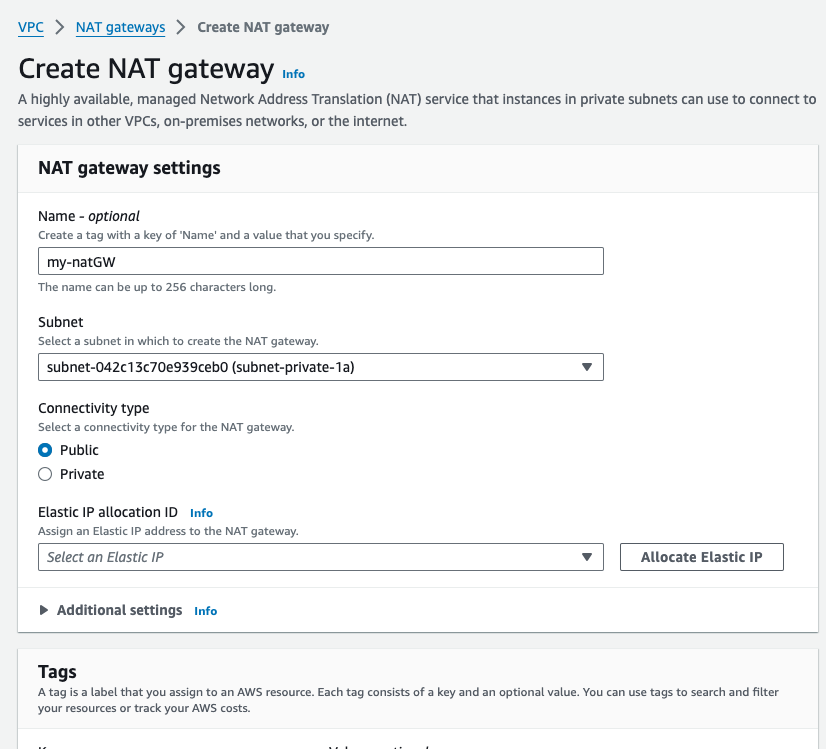 VPC > NAT gateways > Create NAT gateway
Create NAT gateway Info
A highly available, managed Network Address Translation (NAT) service that instances in private subnets can use to connect to
services in other VPCs, on-premises networks, or the internet.
NAT gateway settings
Name - optional
Create a tag with a key of 'Name' and a value that you specify.
my-natGW
The name can be up to 256 characters long.
Subnet
Select a subnet in which to create the NAT gateway.
subnet-042c13c70e939ceb0 (subnet-private-1a)
Connectivity type
Select a connectivity type for the NAT gateway.
Public
Private
Elastic IP allocation ID Info
Assign an Elastic IP address to the NAT gateway.
Select an Elastic IP Allocate Elastic IP
Additional settings Info
Tags
A tag is a label that you assign to an AWS resource. Each tag consists of a key and an optional value. You can use tags to search and filter
your resources or track your AWS costs.